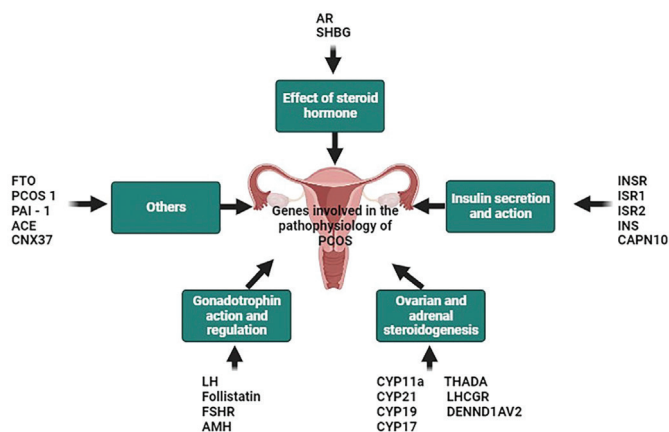 AR
SHBG
Effect of steroid
hormone
FTO
PCOS 1
PAI - 1
ACE
CNX37
Others
Genes involved in the
pathophysiology of
PCOS
Insulin secretion
and action
INSR
ISR1
ISR2
INS
CAPN10
Gonadotrophin
action and
regulation
LH
Follistatin
FSHR
AMH
Ovarian and
adrenal
steroidogenesis
CYP11a
CYP21
CYP19
CYP17
THADA
LHCGR
DENND1AV2